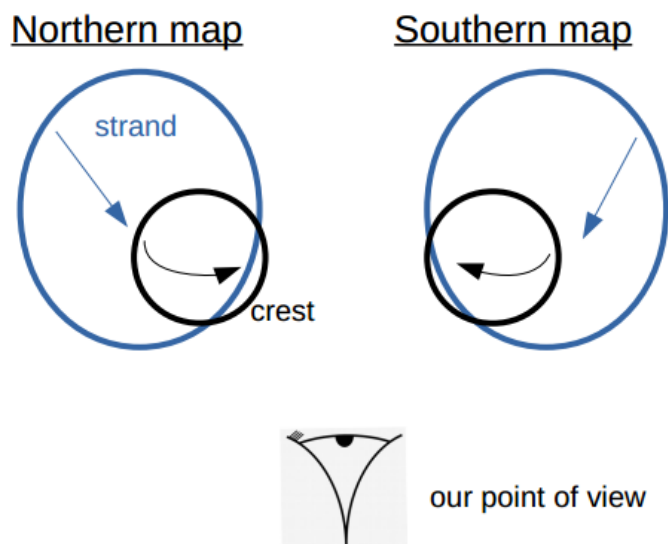 Northern map
Southern map
strand
crest
our point of view